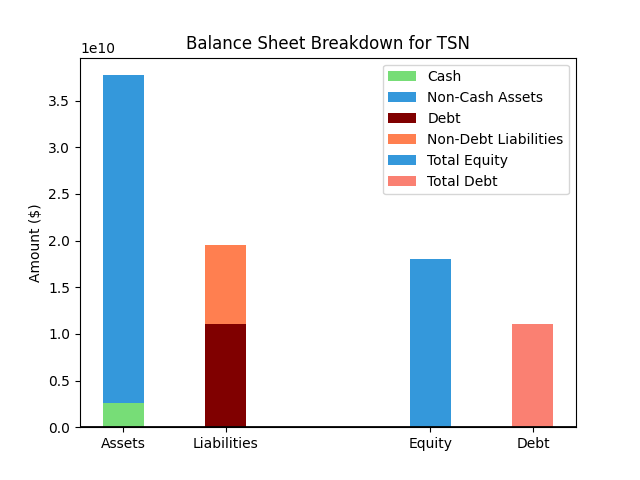 Balance Sheet Breakdown for TSN
1e10
Amount ($)
3.5
3.0
2.5
2.0
1.5
1.0
0.5
0.0
Cash
Non-Cash Assets
Debt
Non-Debt Liabilities
Total Equity
Total Debt
Assets
Liabilities
Equity
Debt